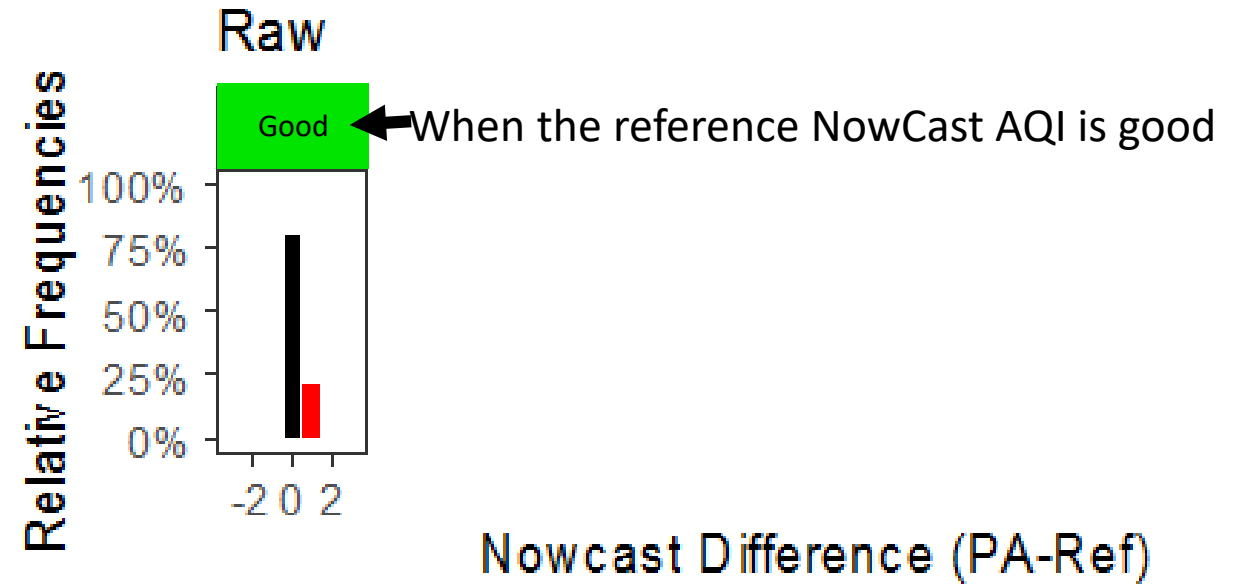 Raw
Good
When the reference NowCast AQI is good
Relative Frequencies
100%
75%
50%
25%
0%
-2 0 2
Nowcast Difference (PA-Ref)